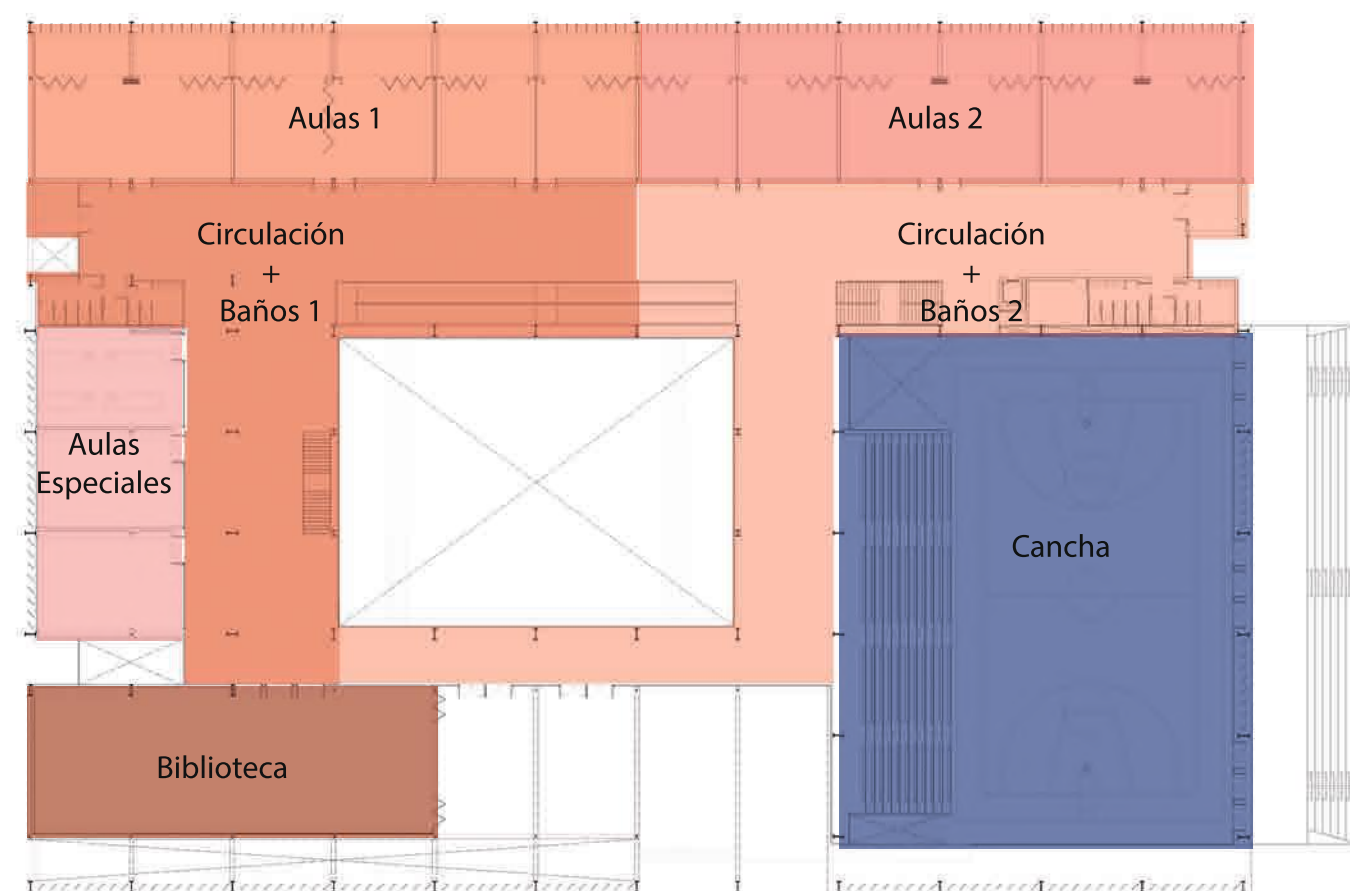 Aulas 1
Aulas 2
Circulación
+
Baños 1
Circulación
+
Baños 2
Aulas
Especiales
Cancha
Biblioteca